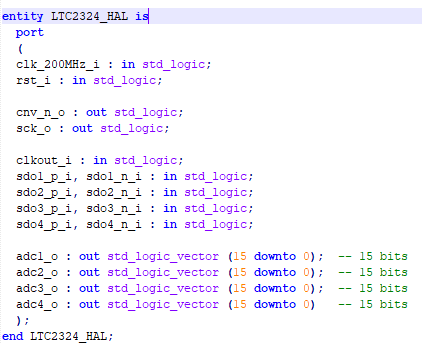 entity LTC2324_HAL is
port
(
clk_200MHz_i : in std_logic;
rst_i : in std_logic;
cnv_n_o : out std_logic;
sck_o : out std_logic;
clkout_i : in std_logic;
sdo1_p_i, sdo1_n_i : in std_logic;
sdo2_p_i, sdo2_n_i : in std_logic;
sdo3_p_i, sdo3_n_i : in std_logic;
sdo4_p_i, sdo4_n_i : in std_logic;
adc1_o : out std_logic_vector (15 downto 0); -- 15 bits
adc2_o : out std_logic_vector (15 downto 0); -- 15 bits
adc3_o : out std_logic_vector (15 downto 0); -- 15 bits
adc4_o : out std_logic_vector (15 downto 0) -- 15 bits
);
end LTC2324_HAL;